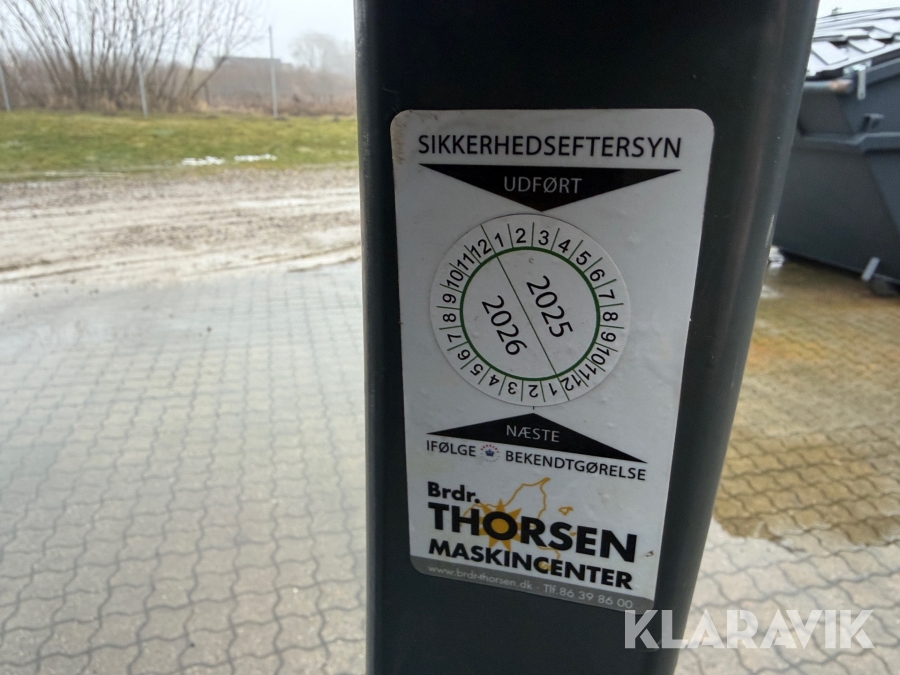 SIKKERHEDSEFTERSYN
UDFØRT
1 2 3 4 5 6 7 8 9 10 11 12
2025
2026
1 2 3 4 5 6 7 8 9 10 11 12
NÆSTE
IFØLGE BEKENDTGØRELSE
Brdr.
THORSEN
MASKINCENTER
www.brdr-thorsen.dk - Tlf 86 39 86 00
KLARAVIK